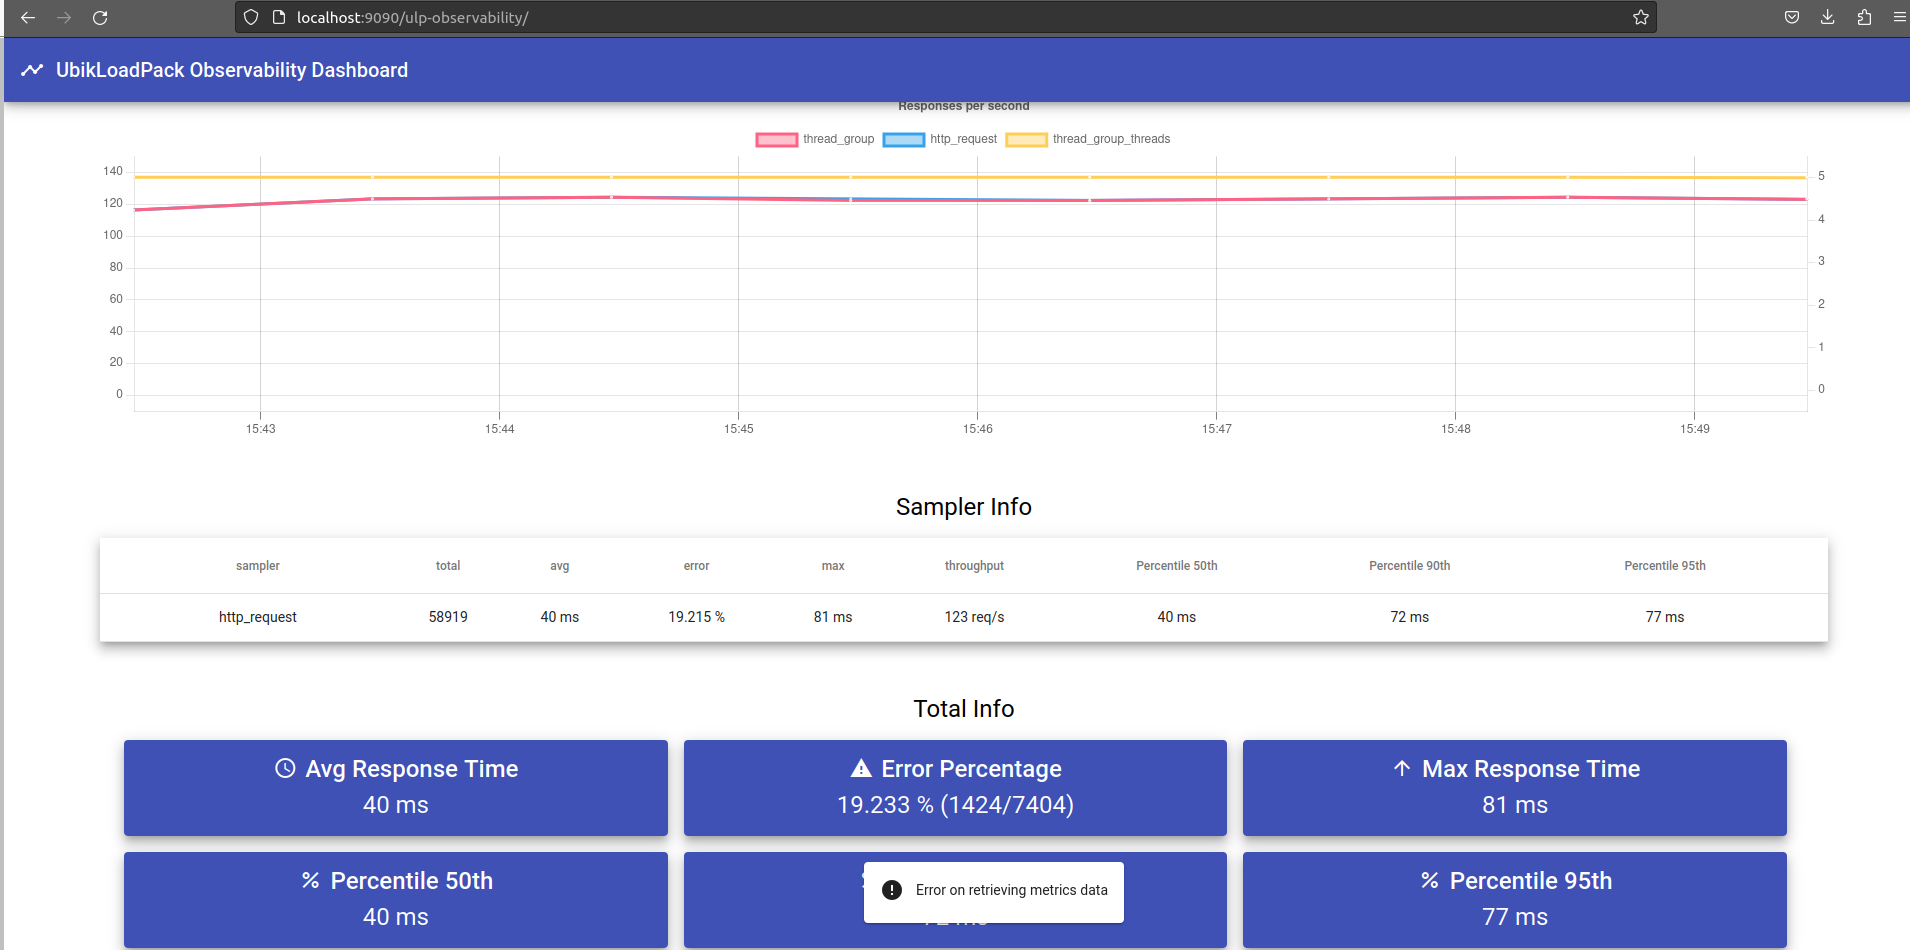 localhost:9090/ulp-observability/
UbikLoadPack Observability Dashboard
Responses per second
thread_group http_request thread_group_threads
140
120
100
80
60
40
20
0
5
4
3
2
1
0
15:43 15:44 15:45 15:46 15:47 15:48 15:49
Sampler Info
sampler total avg error max throughput Percentile 50th Percentile 90th Percentile 95th
http_request 58919 40 ms 19.215 % 81 ms 123 req/s 40 ms 72 ms 77 ms
Total Info
Avg Response Time
40 ms
Error Percentage
19.233 % (1424/7404)
Max Response Time
81 ms
% Percentile 50th
40 ms
Error on retrieving metrics data
% Percentile 95th
77 ms